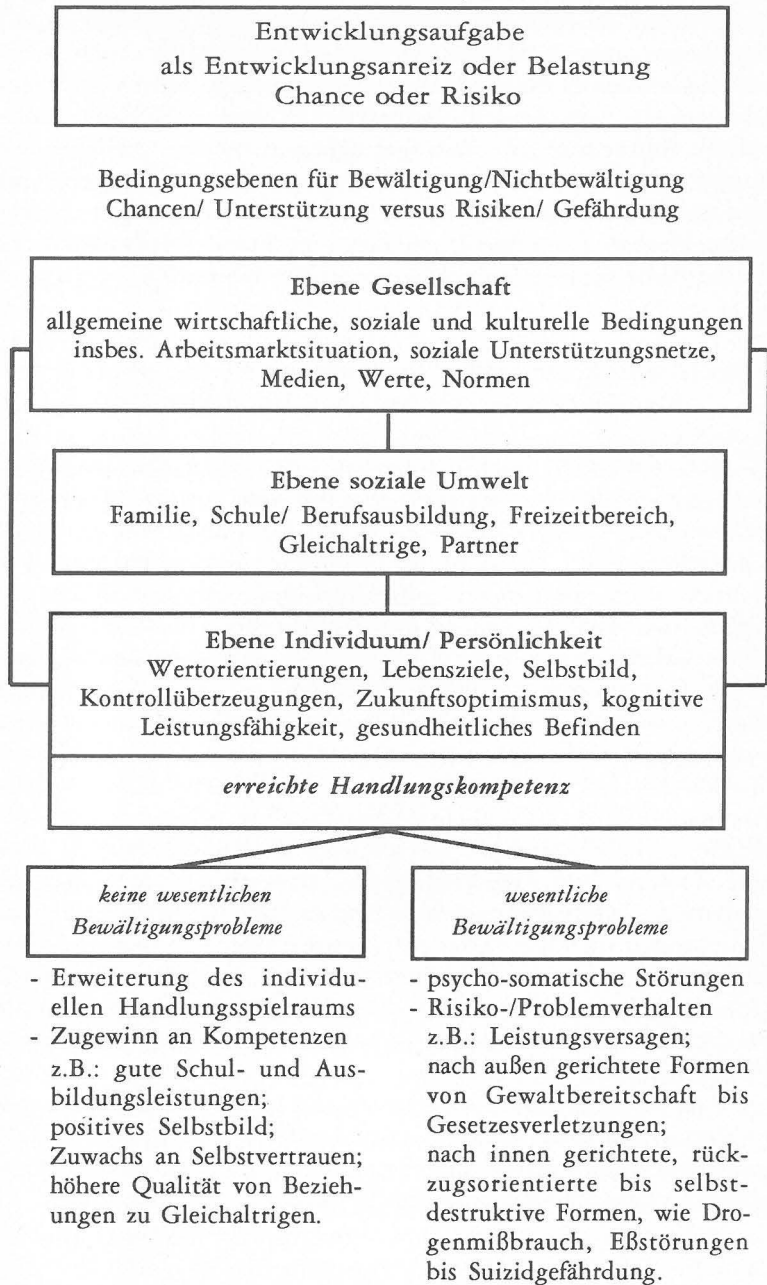 Entwicklungsaufgabe
als Entwicklungsanreiz oder Belastung
Chance oder Risiko
Bedingungsebenen für Bewältigung/Nichtbewältigung
Chancen/ Unterstützung versus Risiken/ Gefährdung
Ebene Gesellschaft
allgemeine wirtschaftliche, soziale und kulturelle Bedingungen
insbes. Arbeitsmarktsituation, soziale Unterstützungsnetze,
Medien, Werte, Normen
Ebene soziale Umwelt
Familie, Schule/ Berufsausbildung, Freizeitbereich,
Gleichaltrige, Partner
Ebene Individuum/ Persönlichkeit
Wertorientierungen, Lebensziele, Selbstbild,
Kontrollüberzeugungen, Zukunftsoptimismus, kognitive
Leistungsfähigkeit, gesundheitliches Befinden
erreichte Handlungskompetenz
keine wesentlichen
Bewältigungsprobleme
- Erweiterung des individu-
ellen Handlungsspielraums
- Zugewinn an Kompetenzen
z.B.: gute Schul- und Aus-
bildungsleistungen;
positives Selbstbild;
Zuwachs an Selbstvertrauen;
höhere Qualität von Bezieh-
ungen zu Gleichaltrigen.
wesentliche
Bewältigungsprobleme
- psycho-somatische Störungen
- Risiko-/Problemverhalten
z.B.: Leistungsversagen;
nach außen gerichtete Formen
von Gewaltbereitschaft bis
Gesetzesverletzungen;
nach innen gerichtete, rück-
zugsorientierte bis selbst-
destruktive Formen, wie Dro-
genmißbrauch, Eßstörungen
bis Suizidgefährdung.